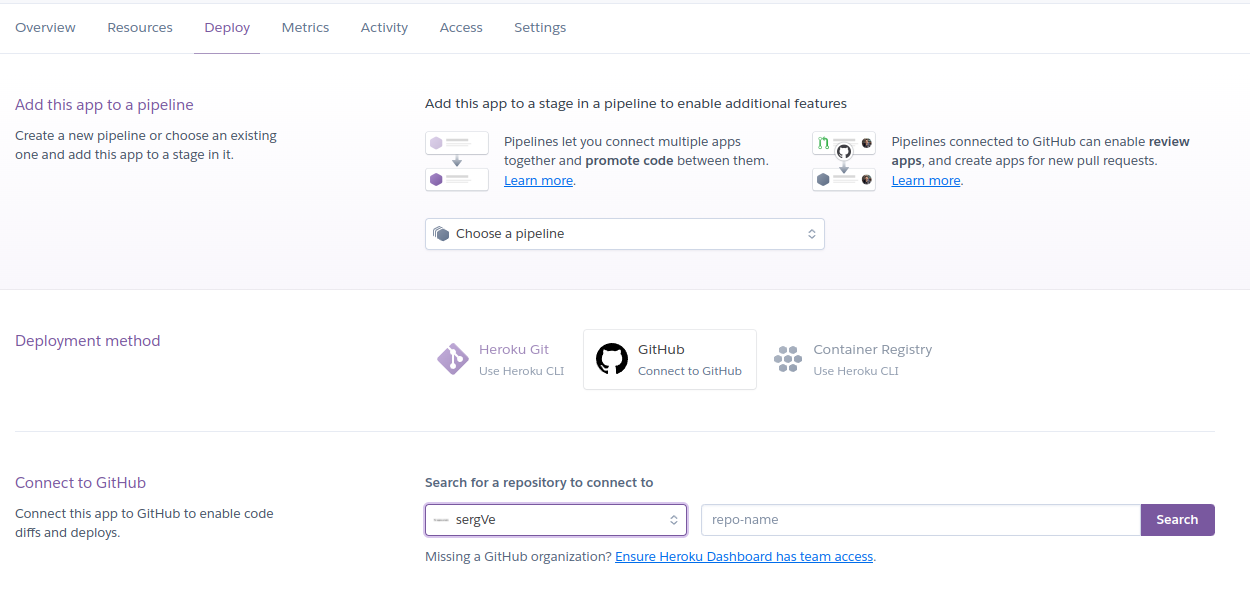 Overview Resources Deploy Metrics Activity Access Settings
Add this app to a pipeline
Create a new pipeline or choose an existing
one and add this app to a stage in it.
Add this app to a stage in a pipeline to enable additional features
Pipelines let you connect multiple apps
together and promote code between them.
Learn more.
Pipelines connected to GitHub can enable review
apps, and create apps for new pull requests.
Learn more.
Choose a pipeline
Deployment method
Heroku Git
Use Heroku CLI
GitHub
Connect to GitHub
Container Registry
Use Heroku CLI
Connect to GitHub
Connect this app to GitHub to enable code
diffs and deploys.
Search for a repository to connect to
sergVe
repo-name
Search
Missing a GitHub organization? Ensure Heroku Dashboard has team access.